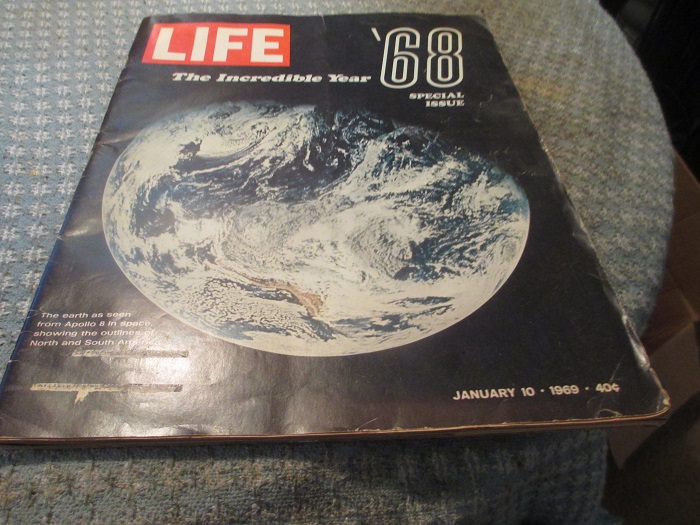 LIFE
The Incredible Year
'68
SPECIAL
ISSUE
The earth as seen
from Apollo 8 in space,
showing the outlines of
North and South
JANUARY 10 · 1969 · 40¢